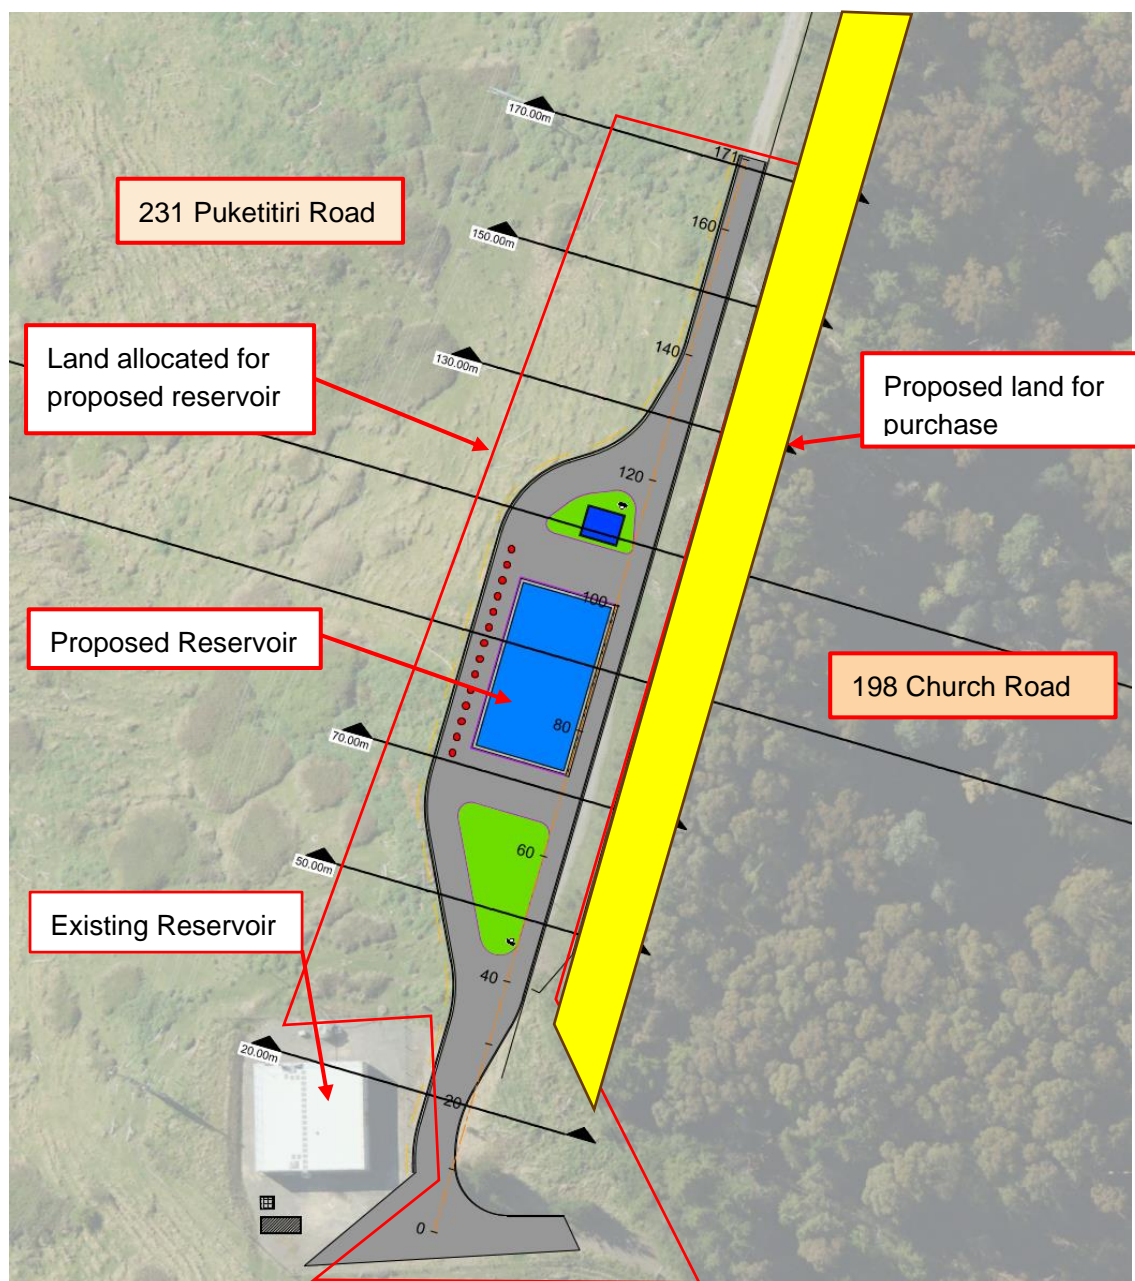 170.00m
171
231 Puketitiri Road
160
150.00m
Land allocated for
proposed reservoir
140
130.00m
Proposed land for
purchase
120
100
Proposed Reservoir
198 Church Road
80
70.00m
60
50.00m
Existing Reservoir
40
20.00m
20
0